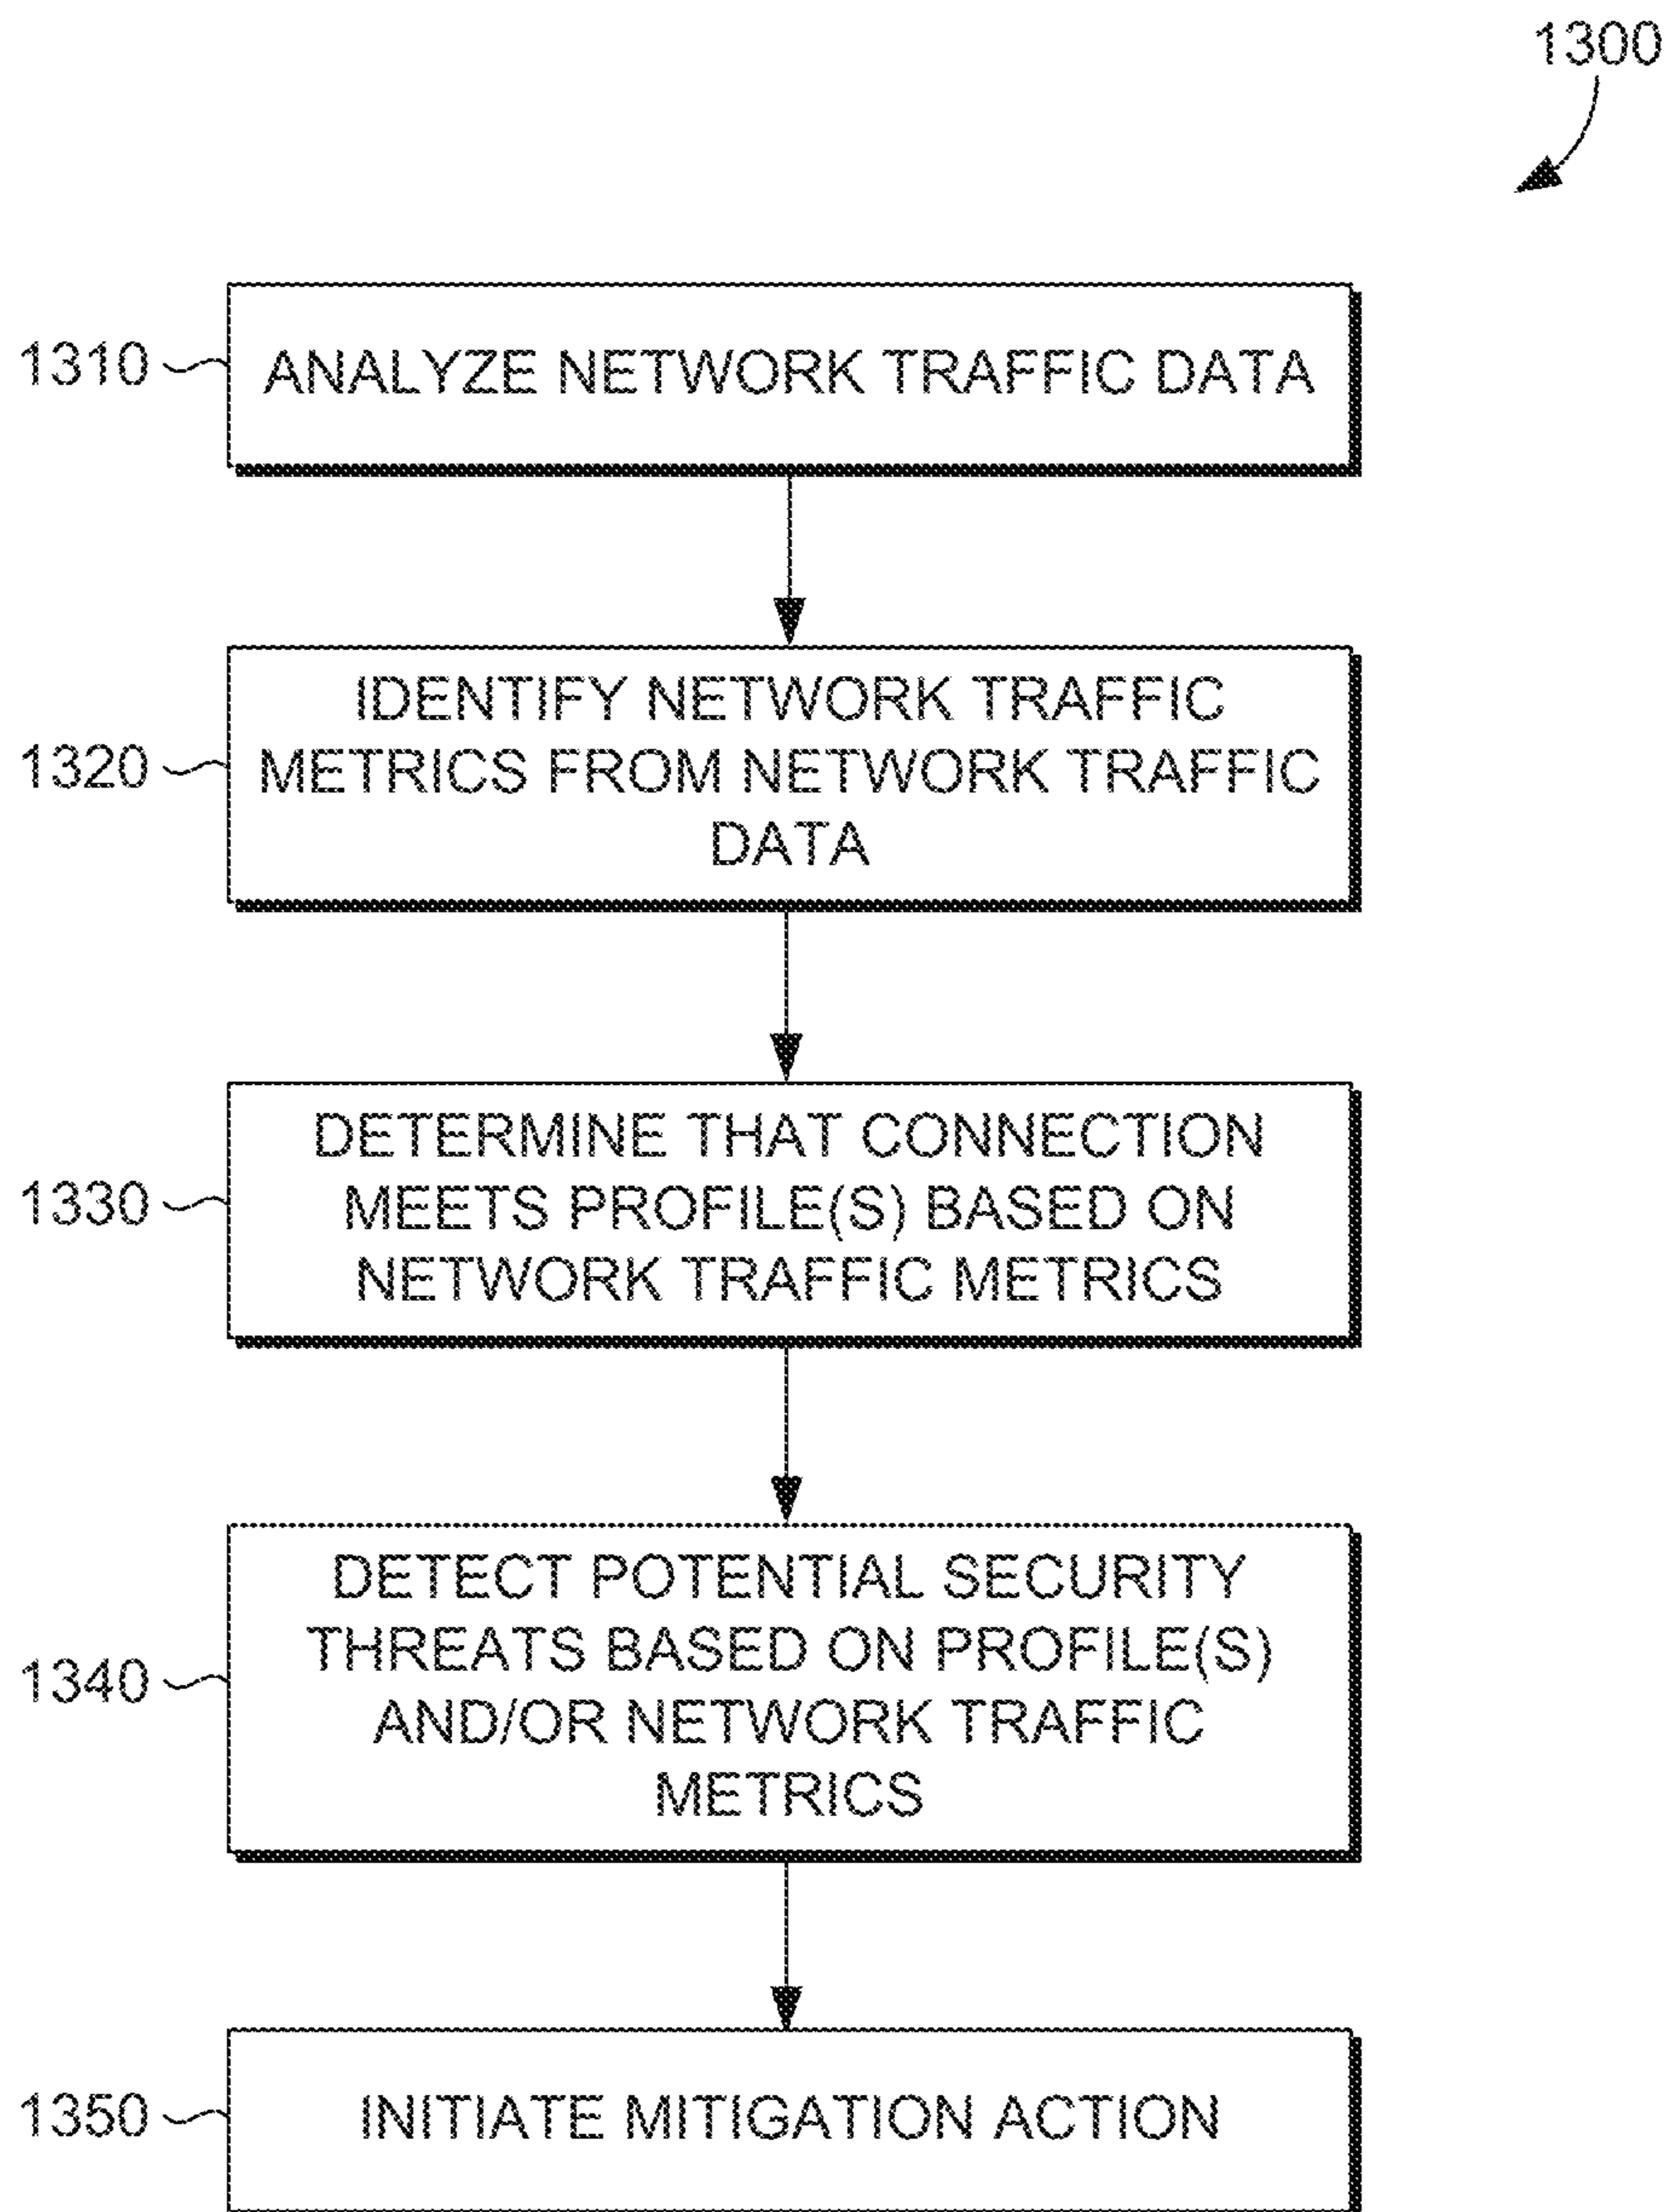 1300
1310
ANALYZE NETWORK TRAFFIC DATA
1320
IDENTIFY NETWORK TRAFFIC
METRICS FROM NETWORK TRAFFIC
DATA
1330
DETERMINE THAT CONNECTION
MEETS PROFILE(S) BASED ON
NETWORK TRAFFIC METRICS
1340
DETECT POTENTIAL SECURITY
THREATS BASED ON PROFILE(S)
AND/OR NETWORK TRAFFIC
METRICS
1350
INITIATE MITIGATION ACTION